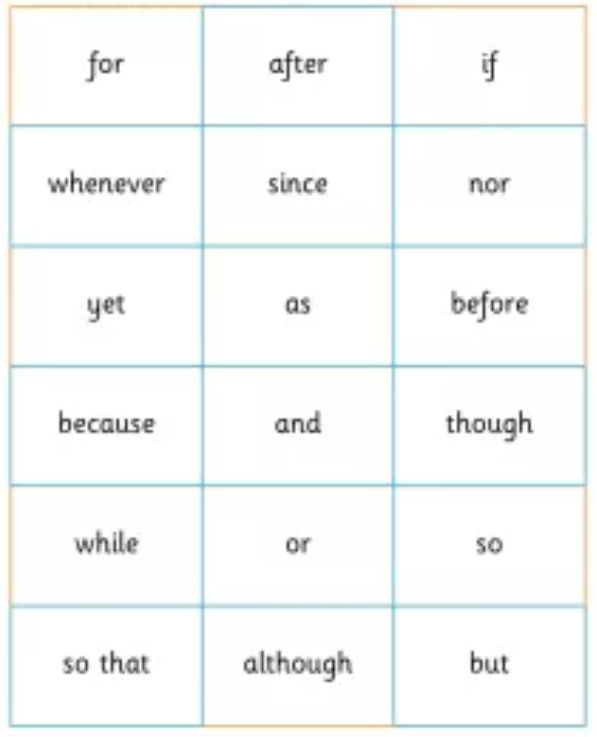 for after if
whenever since nor
yet as before
because and though
while or so
so that although but